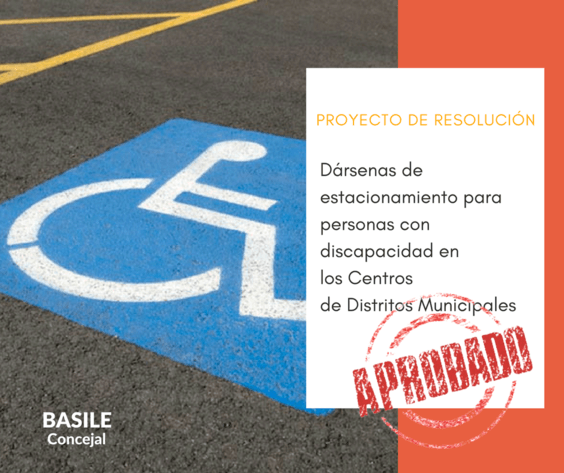 PROYECTO DE RESOLUCIÓN
Dársenas de
estacionamiento para
personas con
discapacidad en
los Centros
de Distritos Municipales
APROBADO
BASILE
Concejal